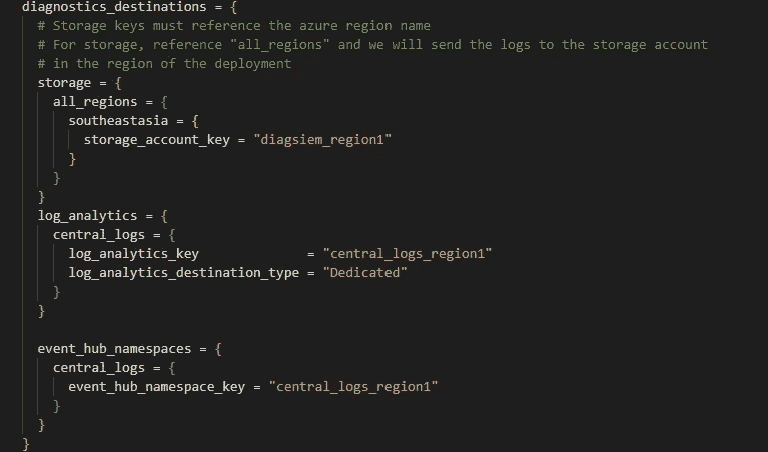 diagnostics_destinations = {
# Storage keys must reference the azure region name
# For storage, reference "all_regions" and we will send the logs to the storage account
# in the region of the deployment
storage = {
all_regions = {
southeastasia = {
storage_account_key = "diagsiem_region1"
}
}
}
log_analytics = {
central_logs = {
log_analytics_key = "central_logs_region1"
log_analytics_destination_type = "Dedicated"
}
}
event_hub_namespaces = {
central_logs = {
event_hub_namespace_key = "central_logs_region1"
}
}
}